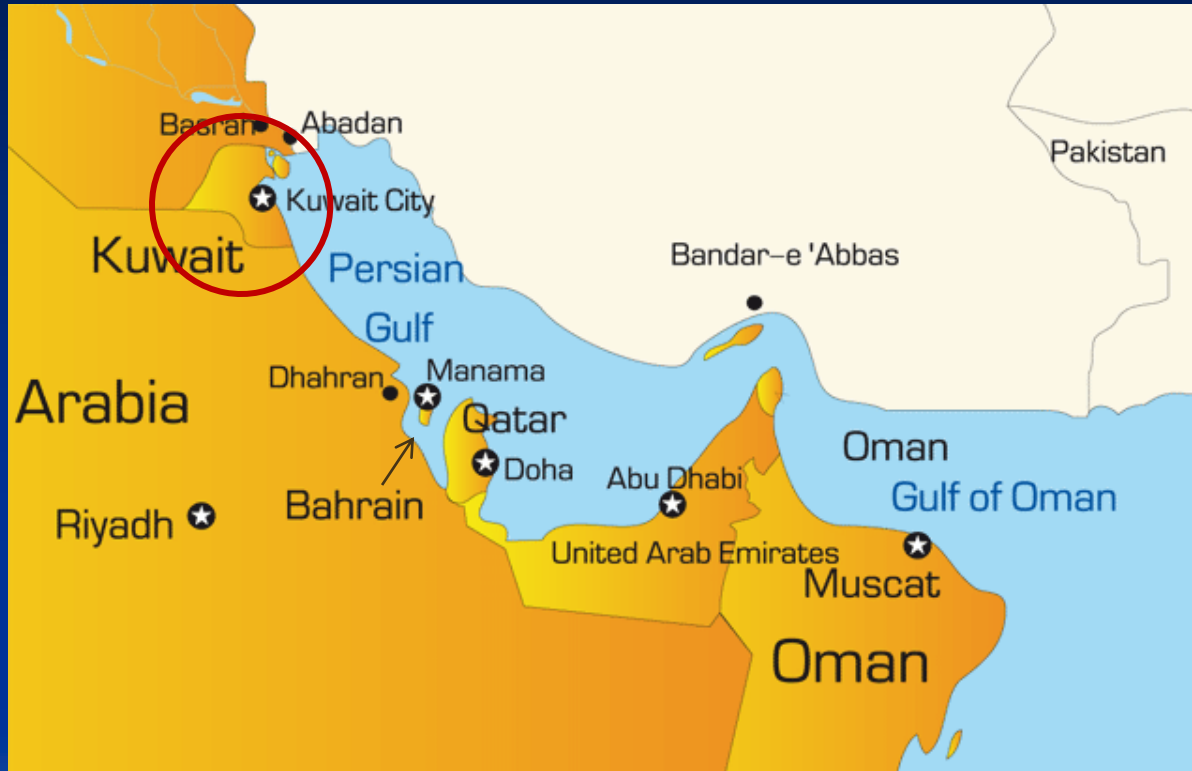 Basrah
Abadan
Pakistan
Kuwait City
Kuwait
Persian
Gulf
Bandar-e 'Abbas
Dhahran
Manama
Arabia
Qatar
Oman
Doha
Abu Dhabi
Bahrain
Gulf of Oman
Riyadh
United Arab Emirates
Muscat
Oman